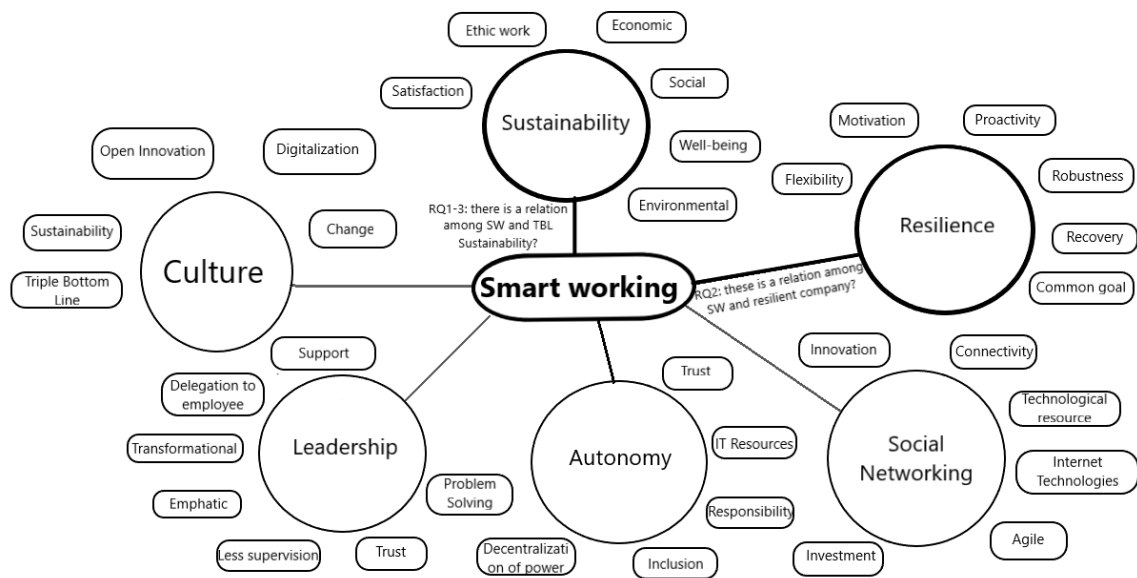 Ethic work
Economic
Satisfaction
Social
Sustainability
Well-being
Environmental
Motivation
Proactivity
Flexibility
Robustness
Resilience
Recovery
Common goal
Open Innovation
Digitalization
Sustainability
Change
Culture
Triple Bottom
Line
RQ1-3: there is a relation
among SW and TBL
Sustainability?
Smart working
RQ2: these is a relation among
SW and resilient company?
Support
Delegation to
employee
Transformational
Leadership
Emphatic
Problem
Solving
Less supervision
Trust
Trust
IT Resources
Autonomy
Responsibility
Decentralizati
on of power
Inclusion
Innovation
Connectivity
Technological
resource
Social
Networking
Internet
Technologies
Agile
Investment